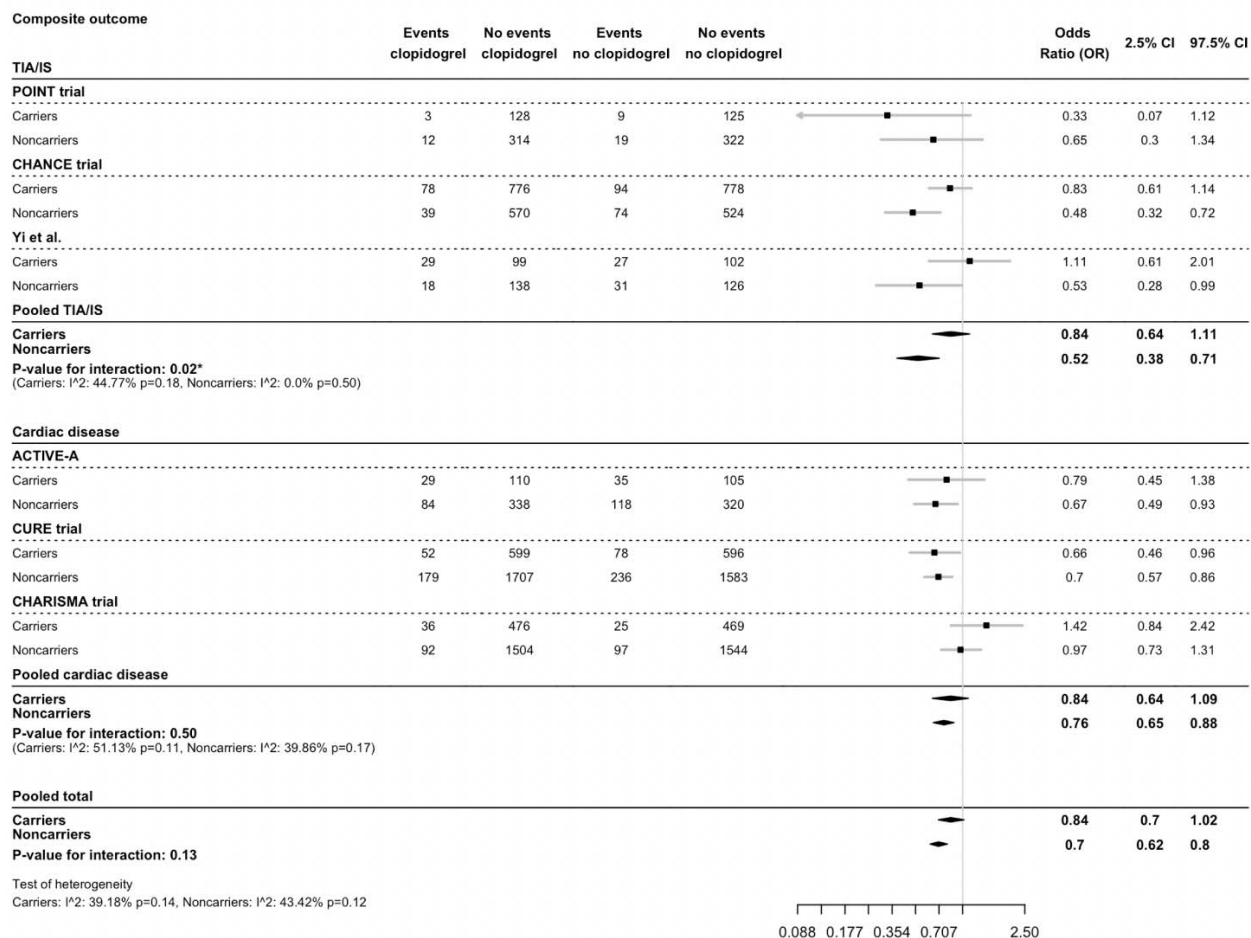 Composite outcome
Events clopidogrel No events clopidogrel Events no clopidogrel No events no clopidogrel Odds Ratio (OR) 2.5% CI 97.5% CI
TIA/IS
POINT trial
Carriers 3 128 9 125 0.33 0.07 1.12
Noncarriers 12 314 19 322 0.65 0.3 1.34
CHANCE trial
Carriers 78 776 94 778 0.83 0.61 1.14
Noncarriers 39 570 74 524 0.48 0.32 0.72
Yi et al.
Carriers 29 99 27 102 1.11 0.61 2.01
Noncarriers 18 138 31 126 0.53 0.28 0.99
Pooled TIA/IS
Carriers 0.84 0.64 1.11
Noncarriers 0.52 0.38 0.71
P-value for interaction: 0.02*
(Carriers: I^2: 44.77% p=0.18, Noncarriers: I^2: 0.0% p=0.50)
Cardiac disease
ACTIVE-A
Carriers 29 110 35 105 0.79 0.45 1.38
Noncarriers 84 338 118 320 0.67 0.49 0.93
CURE trial
Carriers 52 599 78 596 0.66 0.46 0.96
Noncarriers 179 1707 236 1583 0.7 0.57 0.86
CHARISMA trial
Carriers 36 476 25 469 1.42 0.84 2.42
Noncarriers 92 1504 97 1544 0.97 0.73 1.31
Pooled cardiac disease
Carriers 0.84 0.64 1.09
Noncarriers 0.76 0.65 0.88
P-value for interaction: 0.50
(Carriers: I^2: 51.13% p=0.11, Noncarriers: I^2: 39.86% p=0.17)
Pooled total
Carriers 0.84 0.7 1.02
Noncarriers 0.7 0.62 0.8
P-value for interaction: 0.13
Test of heterogeneity
Carriers: I^2: 39.18% p=0.14, Noncarriers: I^2: 43.42% p=0.12
0.088 0.177 0.354 0.707 2.50